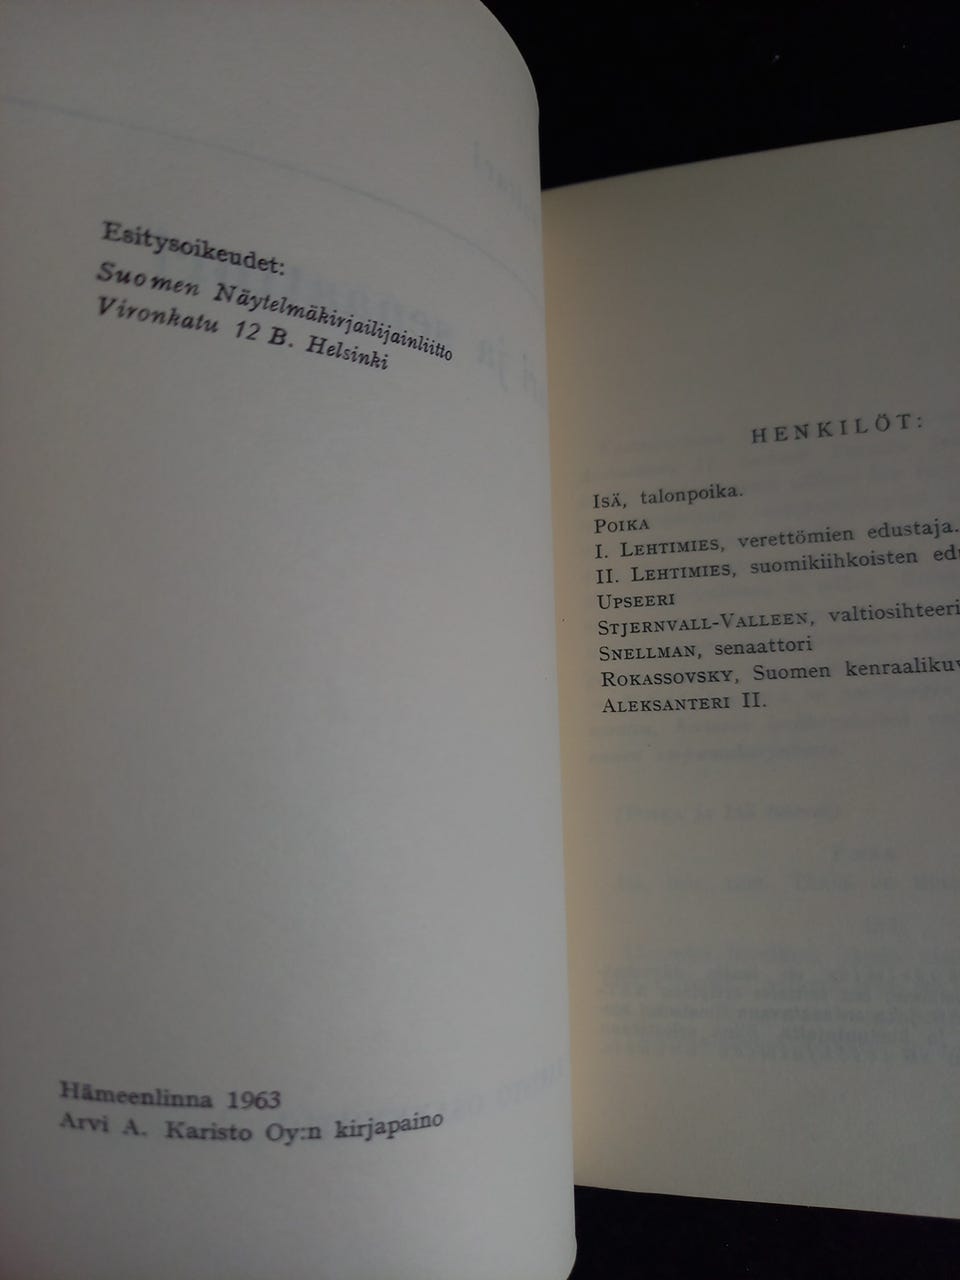 Esitysoikeudet:
Suomen Näytelmäkirjailijainliitto
Vironkatu 12 B. Helsinki
Hämeenlinna 1963
Arvi A. Karisto Oy:n kirjapaino
HENKILÖT:
ISÄ, talonpoika.
POIKA
I. LEHTIMIES, verettömien edustaja.
II. LEHTIMIES, suomikiihkoisten
UPSEERI
STJERNVALL-VALLEEN, valtiosihteeri
SNELLMAN, senaattori
ROKASSOVSKY, Suomen
ALEKSANTERI II.